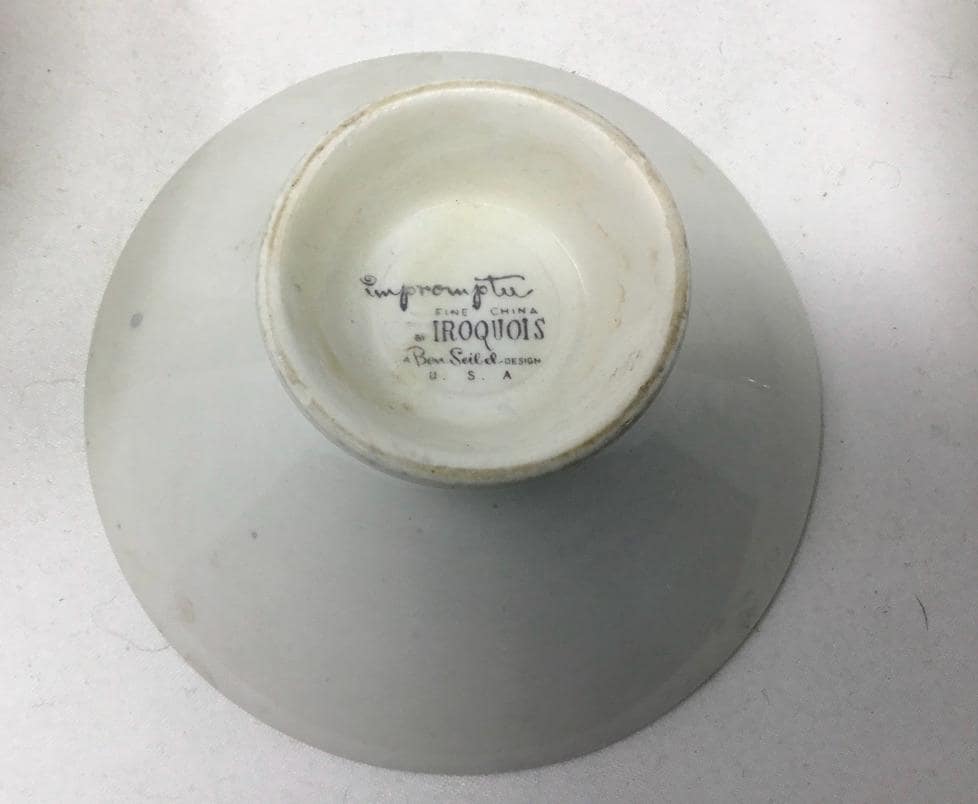 impromptu
FINE CHINA
BY IROQUOIS
A Ben Seibel DESIGN
U. S. A